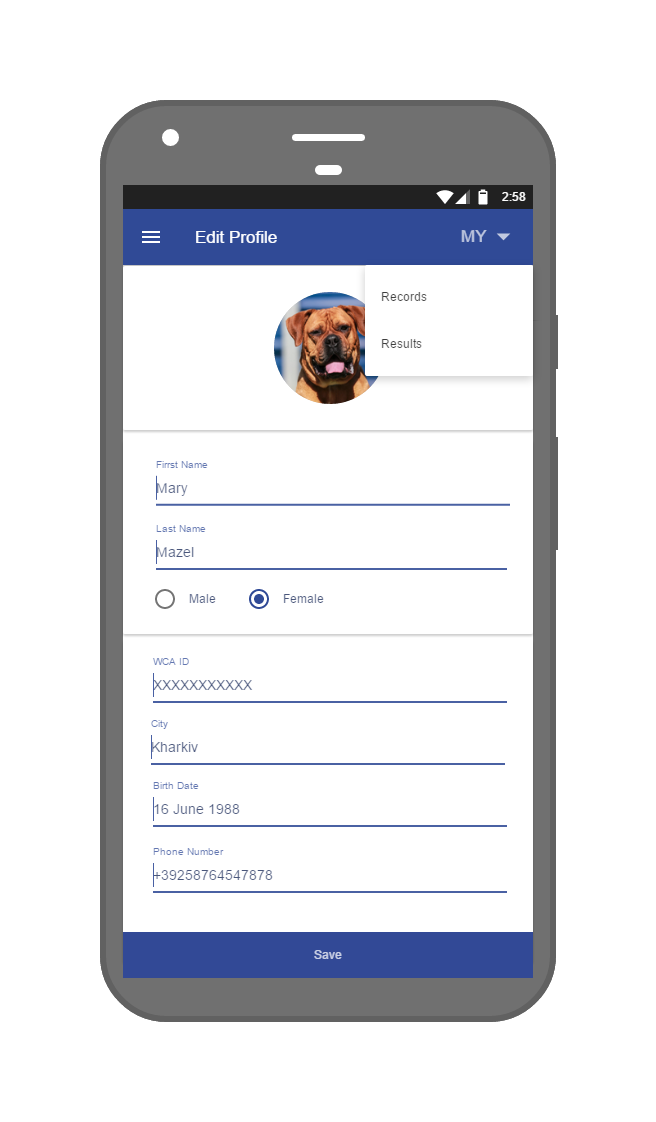 2:58
Edit Profile MY
Records
Results
Firrst Name
Mary
Last Name
Mazel
Male Female
WCA ID
XXXXXXXXXXX
City
Kharkiv
Birth Date
16 June 1988
Phone Number
+39258764547878
Save